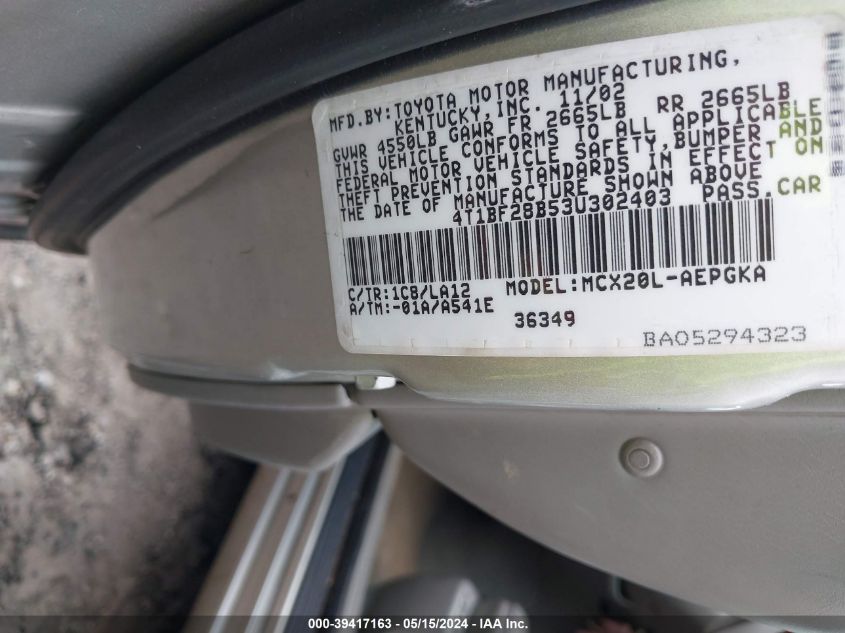 MFD.BY:TOYOTA MOTOR MANUFACTURING,
KENTUCKY,INC. 11/02
GVWR 4550LB GAWR FR 2665LB RR 2665LB
THIS VEHICLE CONFORMS TO ALL APPLICABLE
FEDERAL MOTOR VEHICLE SAFETY,BUMPER AND
THEFT PREVENTION STANDARDS IN EFFECT ON
THE DATE OF MANUFACTURE SHOWN ABOVE
4T1BF28B53U302403 PASS.CAR
C/TR:1C8/LA12 MODEL:MCX20L-AEPGKA
A/TM:-01A/A541E
36349
BA05294323
000-39417163 - 05/15/2024 - IAA Inc.